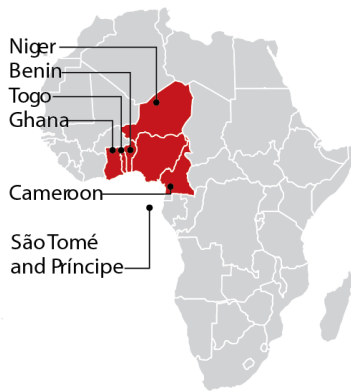 Niger
Benin
Togo
Ghana
Cameroon
São Tomé
and Príncipe